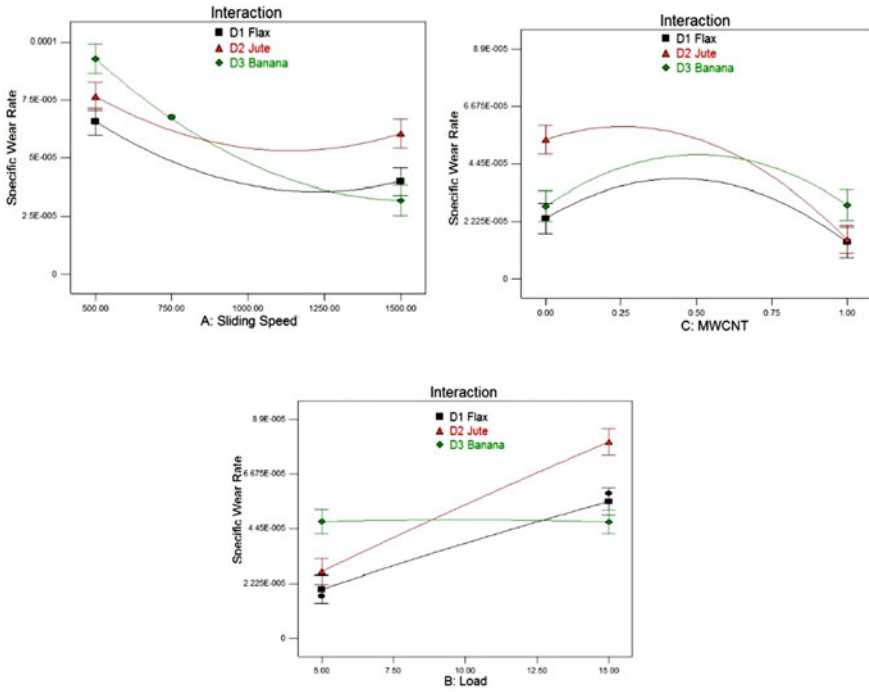 Interaction
D1 Flax
D2 Jute
D3 Banana
Specific Wear Rate
0.0001
7.5E-005
5E-005
2.5E-005
0
500.00 750.00 1000.00 1250.00 1500.00
A: Sliding Speed
Interaction
D1 Flax
D2 Jute
D3 Banana
Specific Wear Rate
8.9E-005
6.675E-005
4.45E-005
2.225E-005
0
0.00 0.25 0.50 0.75 1.00
C: MWCNT
Interaction
D1 Flax
D2 Jute
D3 Banana
Specific Wear Rate
8.9E-005
6.675E-005
4.45E-005
2.225E-005
0
5.00 7.50 10.00 12.50 15.00
B: Load